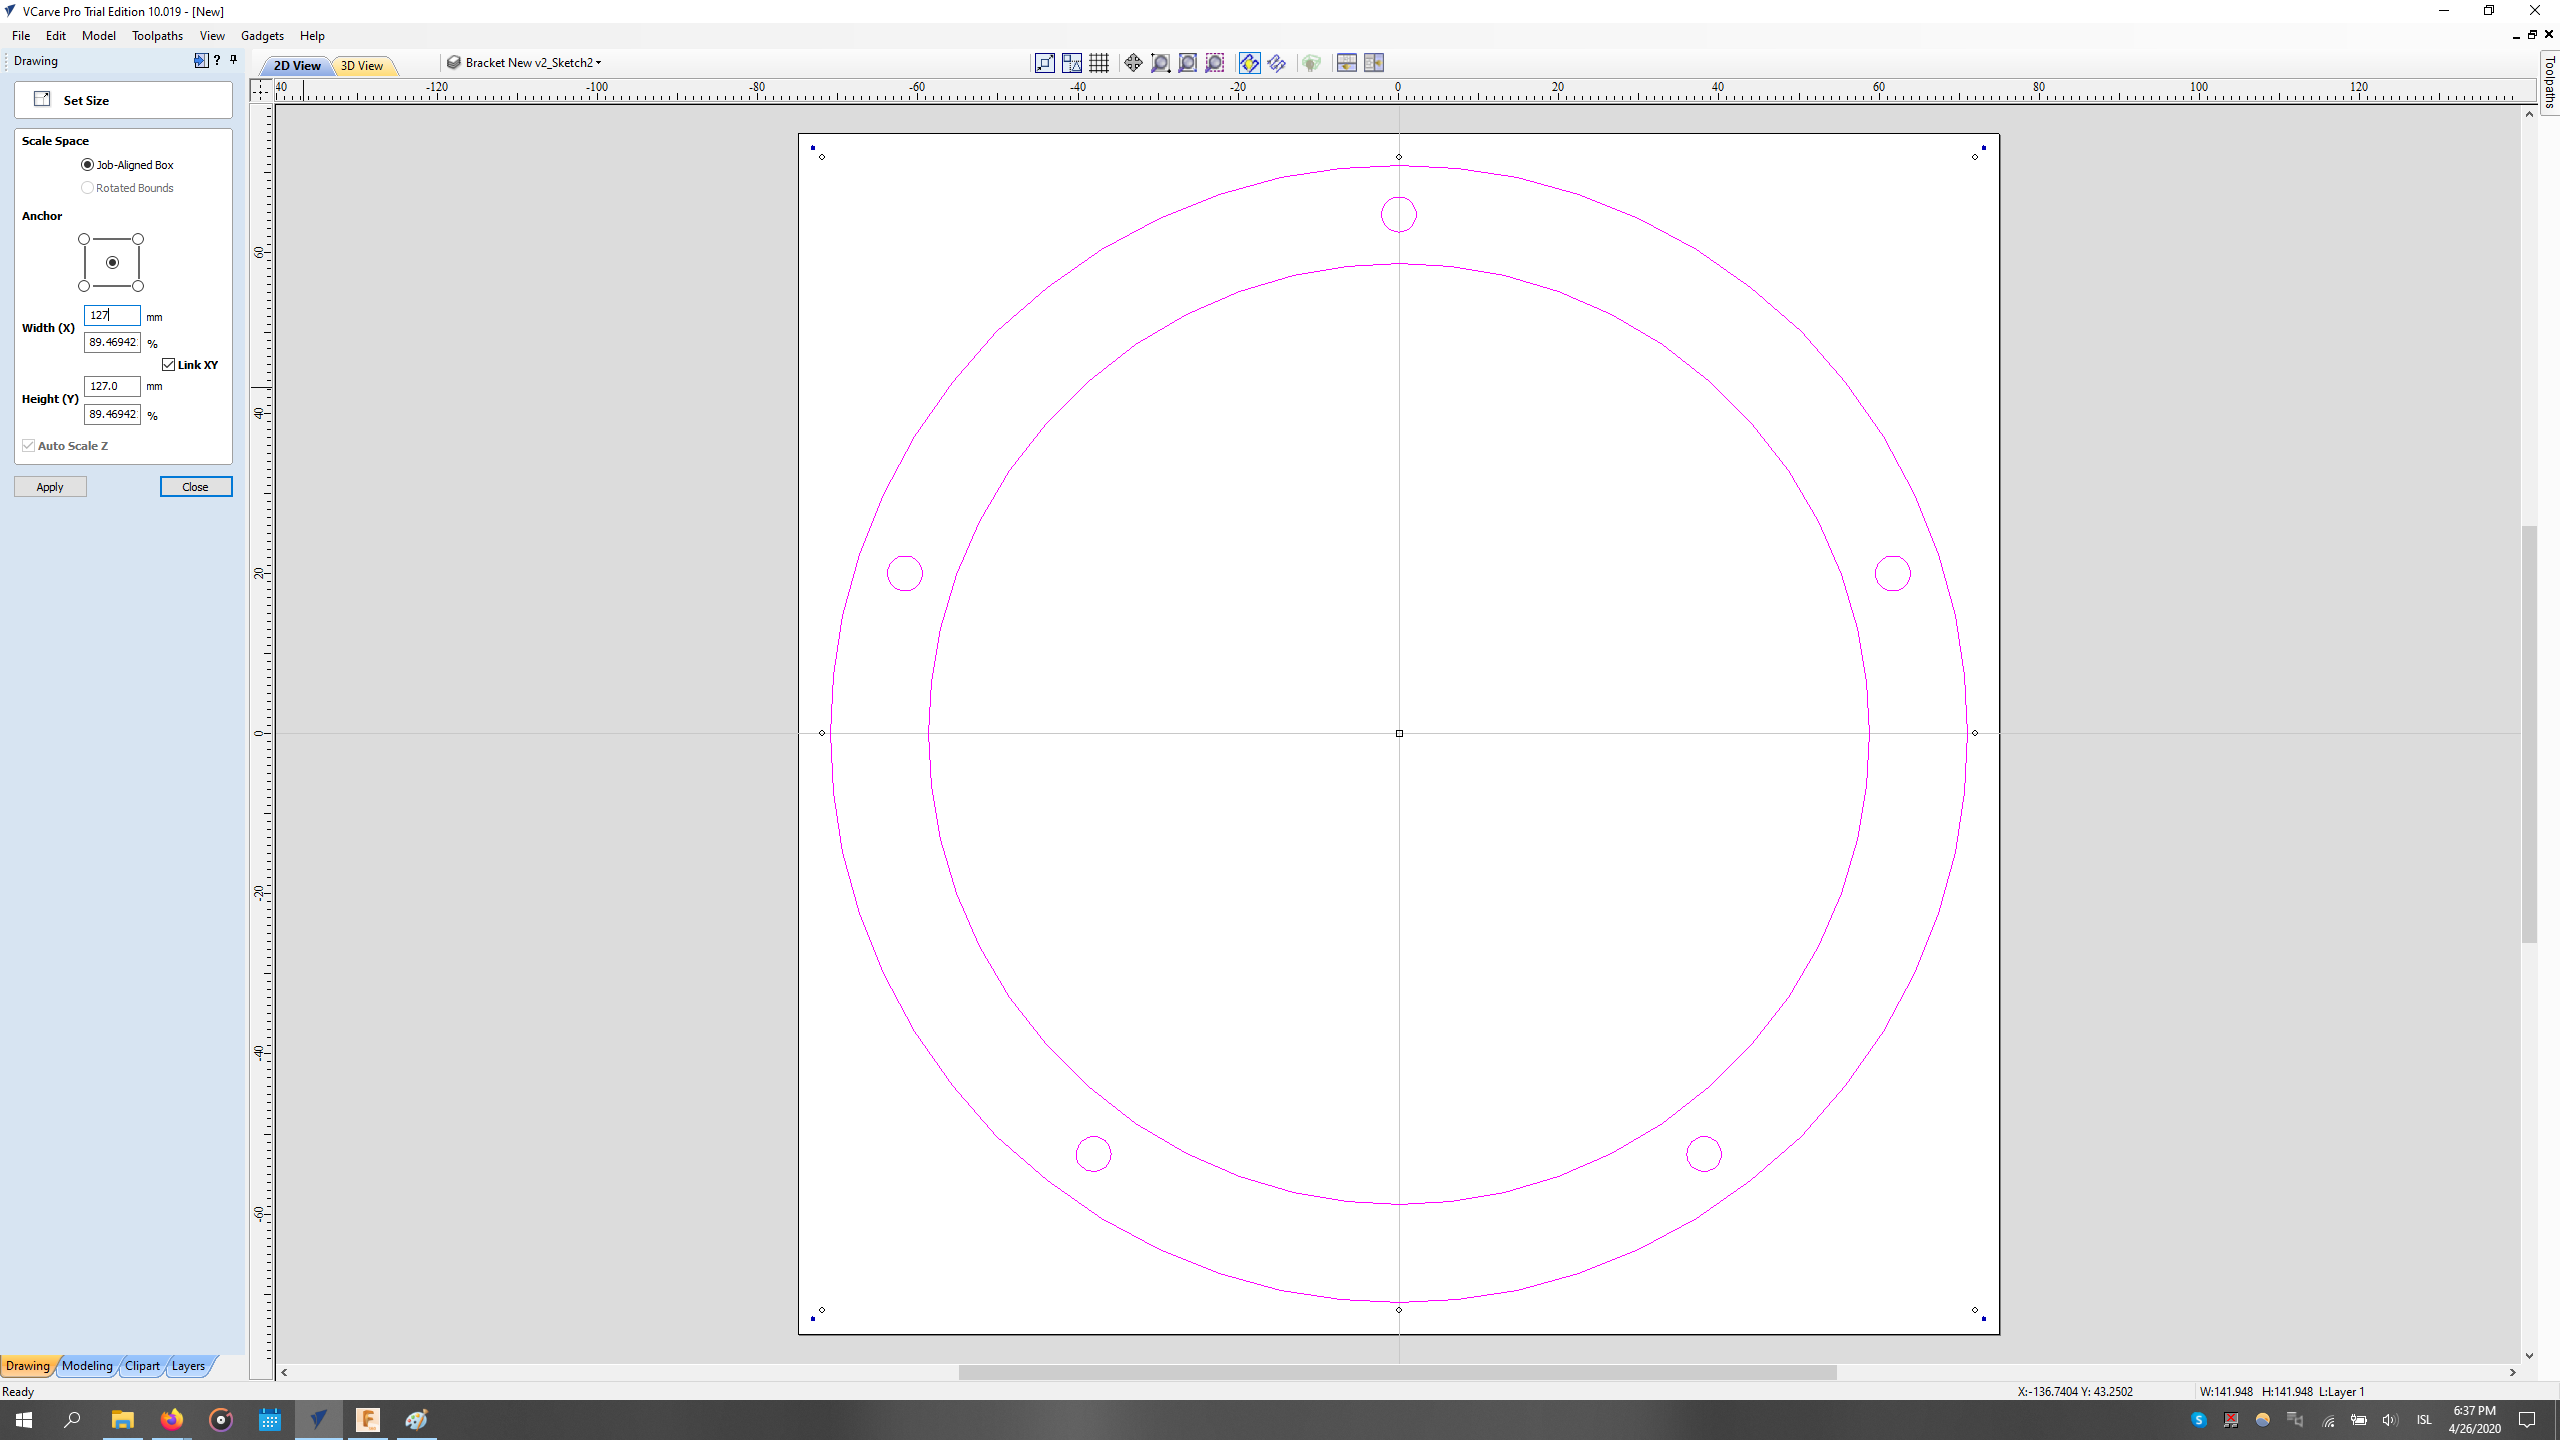 VCarve Pro Trial Edition 10.019 - [New]
File Edit Model Toolpaths View Gadgets Help
Drawing ?
2D View 3D View Bracket New v2_Sketch2
Toolpaths
40 -120 -100 -80 -60 -40 -20 0 20 40 60 80 100 120
Set Size
Scale Space
Job-Aligned Box
Rotated Bounds
Anchor
Width (X) 127 mm
89.46942 %
Link XY
Height (Y) 127.0 mm
89.46942 %
Auto Scale Z
Apply Close
60
40
20
0
-20
-40
-60
Drawing Modeling Clipart Layers
Ready X:-136.7404 Y: 43.2502 W:141.948 H:141.948 L:Layer 1
ISL 6:37 PM
4/26/2020